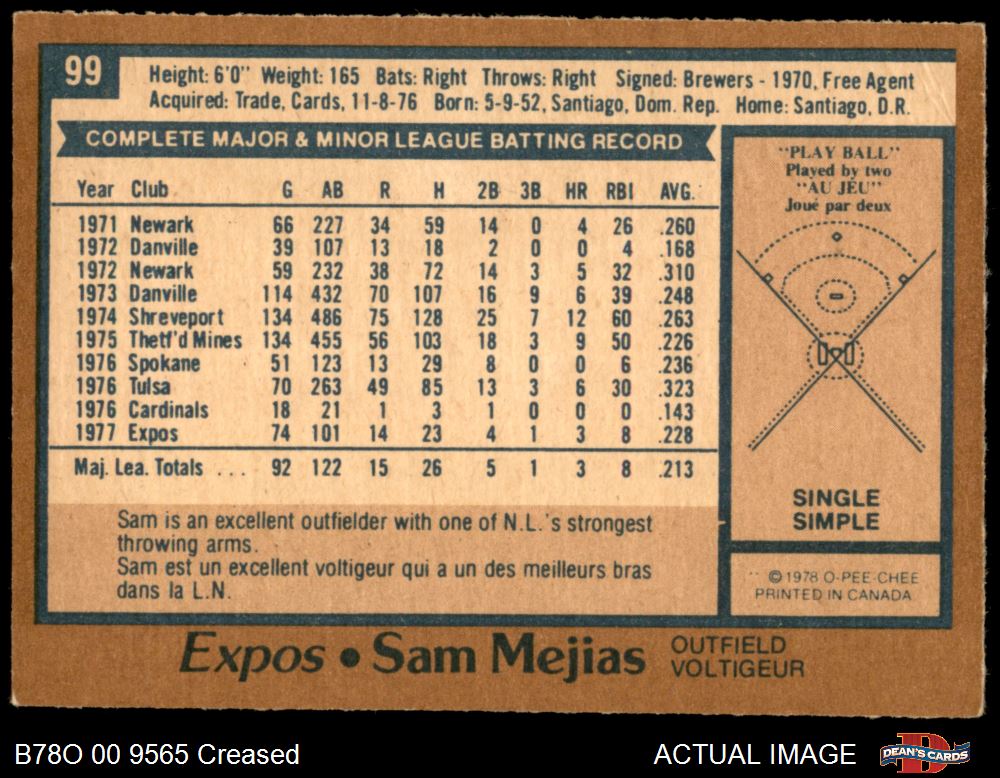 99
Height: 6'0" Weight: 165 Bats: Right Throws: Right Signed: Brewers - 1970, Free Agent
Acquired: Trade, Cards, 11-8-76 Born: 5-9-52, Santiago, Dom. Rep. Home: Santiago, D.R.
COMPLETE MAJOR & MINOR LEAGUE BATTING RECORD
Year Club G AB R H 2B 3B HR RBI AVG.
1971 Newark 66 227 34 59 14 0 4 26 .260
1972 Danville 39 107 13 18 2 0 0 4 .168
1972 Newark 59 232 38 72 14 3 5 32 .310
1973 Danville 114 432 70 107 16 9 6 39 .248
1974 Shreveport 134 486 75 128 25 7 12 60 .263
1975 Thetf'd Mines 134 455 56 103 18 3 9 50 .226
1976 Spokane 51 123 13 29 8 0 0 6 .236
1976 Tulsa 70 263 49 85 13 3 6 30 .323
1976 Cardinals 18 21 1 3 1 0 0 0 .143
1977 Expos 74 101 14 23 4 1 3 8 .228
Maj. Lea. Totals ... 92 122 15 26 5 1 3 8 .213
Sam is an excellent outfielder with one of N.L.'s strongest
throwing arms.
Sam est un excellent voltigeur qui a un des meilleurs bras
dans la L.N.
"PLAY BALL"
Played by two
"AU JEU"
Joué par deux
SINGLE
SIMPLE
© 1978 O-PEE-CHEE
PRINTED IN CANADA
Expos • Sam Mejias
OUTFIELD
VOLTIGEUR
B78O 00 9565 Creased
ACTUAL IMAGE
DEAN'S CARDS